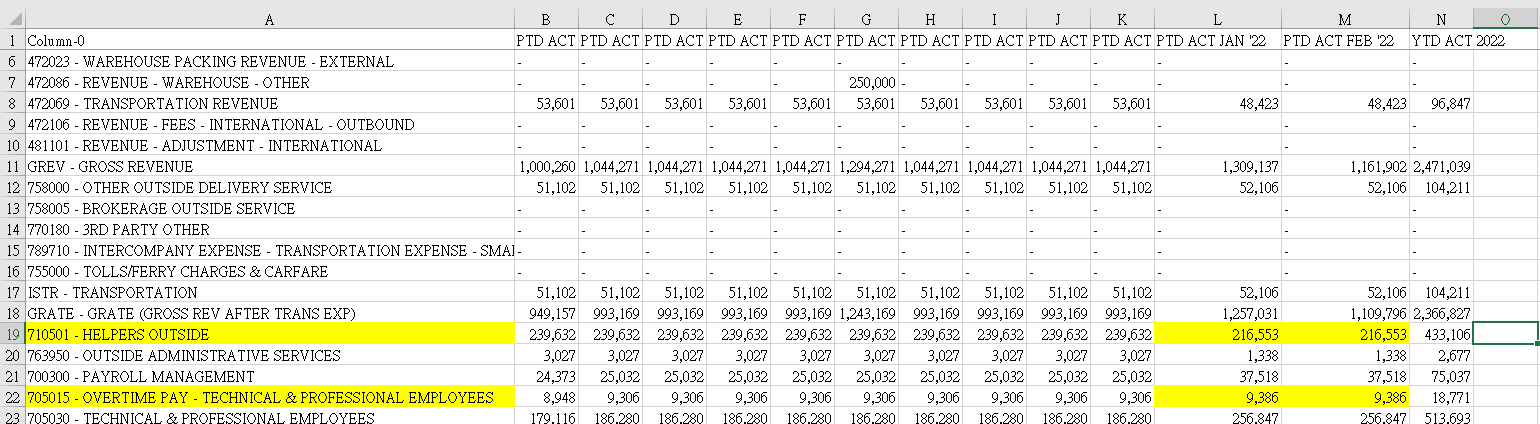 A B C D E F G H I J K L M N O
1 Column-0 PTD ACT PTD ACT PTD ACT PTD ACT PTD ACT PTD ACT PTD ACT PTD ACT PTD ACT PTD ACT PTD ACT JAN '22 PTD ACT FEB '22 YTD ACT 2022
6 472023 - WAREHOUSE PACKING REVENUE - EXTERNAL - - - - - - - - - - - - -
7 472086 - REVENUE - WAREHOUSE - OTHER - - - - - 250,000 - - - - - - -
8 472069 - TRANSPORTATION REVENUE 53,601 53,601 53,601 53,601 53,601 53,601 53,601 53,601 53,601 53,601 48,423 48,423 96,847
9 472106 - REVENUE - FEES - INTERNATIONAL - OUTBOUND - - - - - - - - - - - - -
10 481101 - REVENUE - ADJUSTMENT - INTERNATIONAL - - - - - - - - - - - - -
11 GREV - GROSS REVENUE 1,000,260 1,044,271 1,044,271 1,044,271 1,044,271 1,294,271 1,044,271 1,044,271 1,044,271 1,044,271 1,309,137 1,161,902 2,471,039
12 758000 - OTHER OUTSIDE DELIVERY SERVICE 51,102 51,102 51,102 51,102 51,102 51,102 51,102 51,102 51,102 51,102 52,106 52,106 104,211
13 758005 - BROKERAGE OUTSIDE SERVICE - - - - - - - - - - - - -
14 770180 - 3RD PARTY OTHER - - - - - - - - - - - - -
15 789710 - INTERCOMPANY EXPENSE - TRANSPORTATION EXPENSE - SMAl - - - - - - - - - - - - -
16 755000 - TOLLS/FERRY CHARGES & CARFARE - - - - - - - - - - - - -
17 ISTR - TRANSPORTATION 51,102 51,102 51,102 51,102 51,102 51,102 51,102 51,102 51,102 51,102 52,106 52,106 104,211
18 GRATE - GRATE (GROSS REV AFTER TRANS EXP) 949,157 993,169 993,169 993,169 993,169 1,243,169 993,169 993,169 993,169 993,169 1,257,031 1,109,796 2,366,827
19 710501 - HELPERS OUTSIDE 239,632 239,632 239,632 239,632 239,632 239,632 239,632 239,632 239,632 239,632 216,553 216,553 433,106
20 763950 - OUTSIDE ADMINISTRATIVE SERVICES 3,027 3,027 3,027 3,027 3,027 3,027 3,027 3,027 3,027 3,027 1,338 1,338 2,677
21 700300 - PAYROLL MANAGEMENT 24,373 25,032 25,032 25,032 25,032 25,032 25,032 25,032 25,032 25,032 37,518 37,518 75,037
22 705015 - OVERTIME PAY - TECHNICAL & PROFESSIONAL EMPLOYEES 8,948 9,306 9,306 9,306 9,306 9,306 9,306 9,306 9,306 9,306 9,386 9,386 18,771
23 705030 - TECHNICAL & PROFESSIONAL EMPLOYEES 179,116 186,280 186,280 186,280 186,280 186,280 186,280 186,280 186,280 186,280 256,847 256,847 513,693